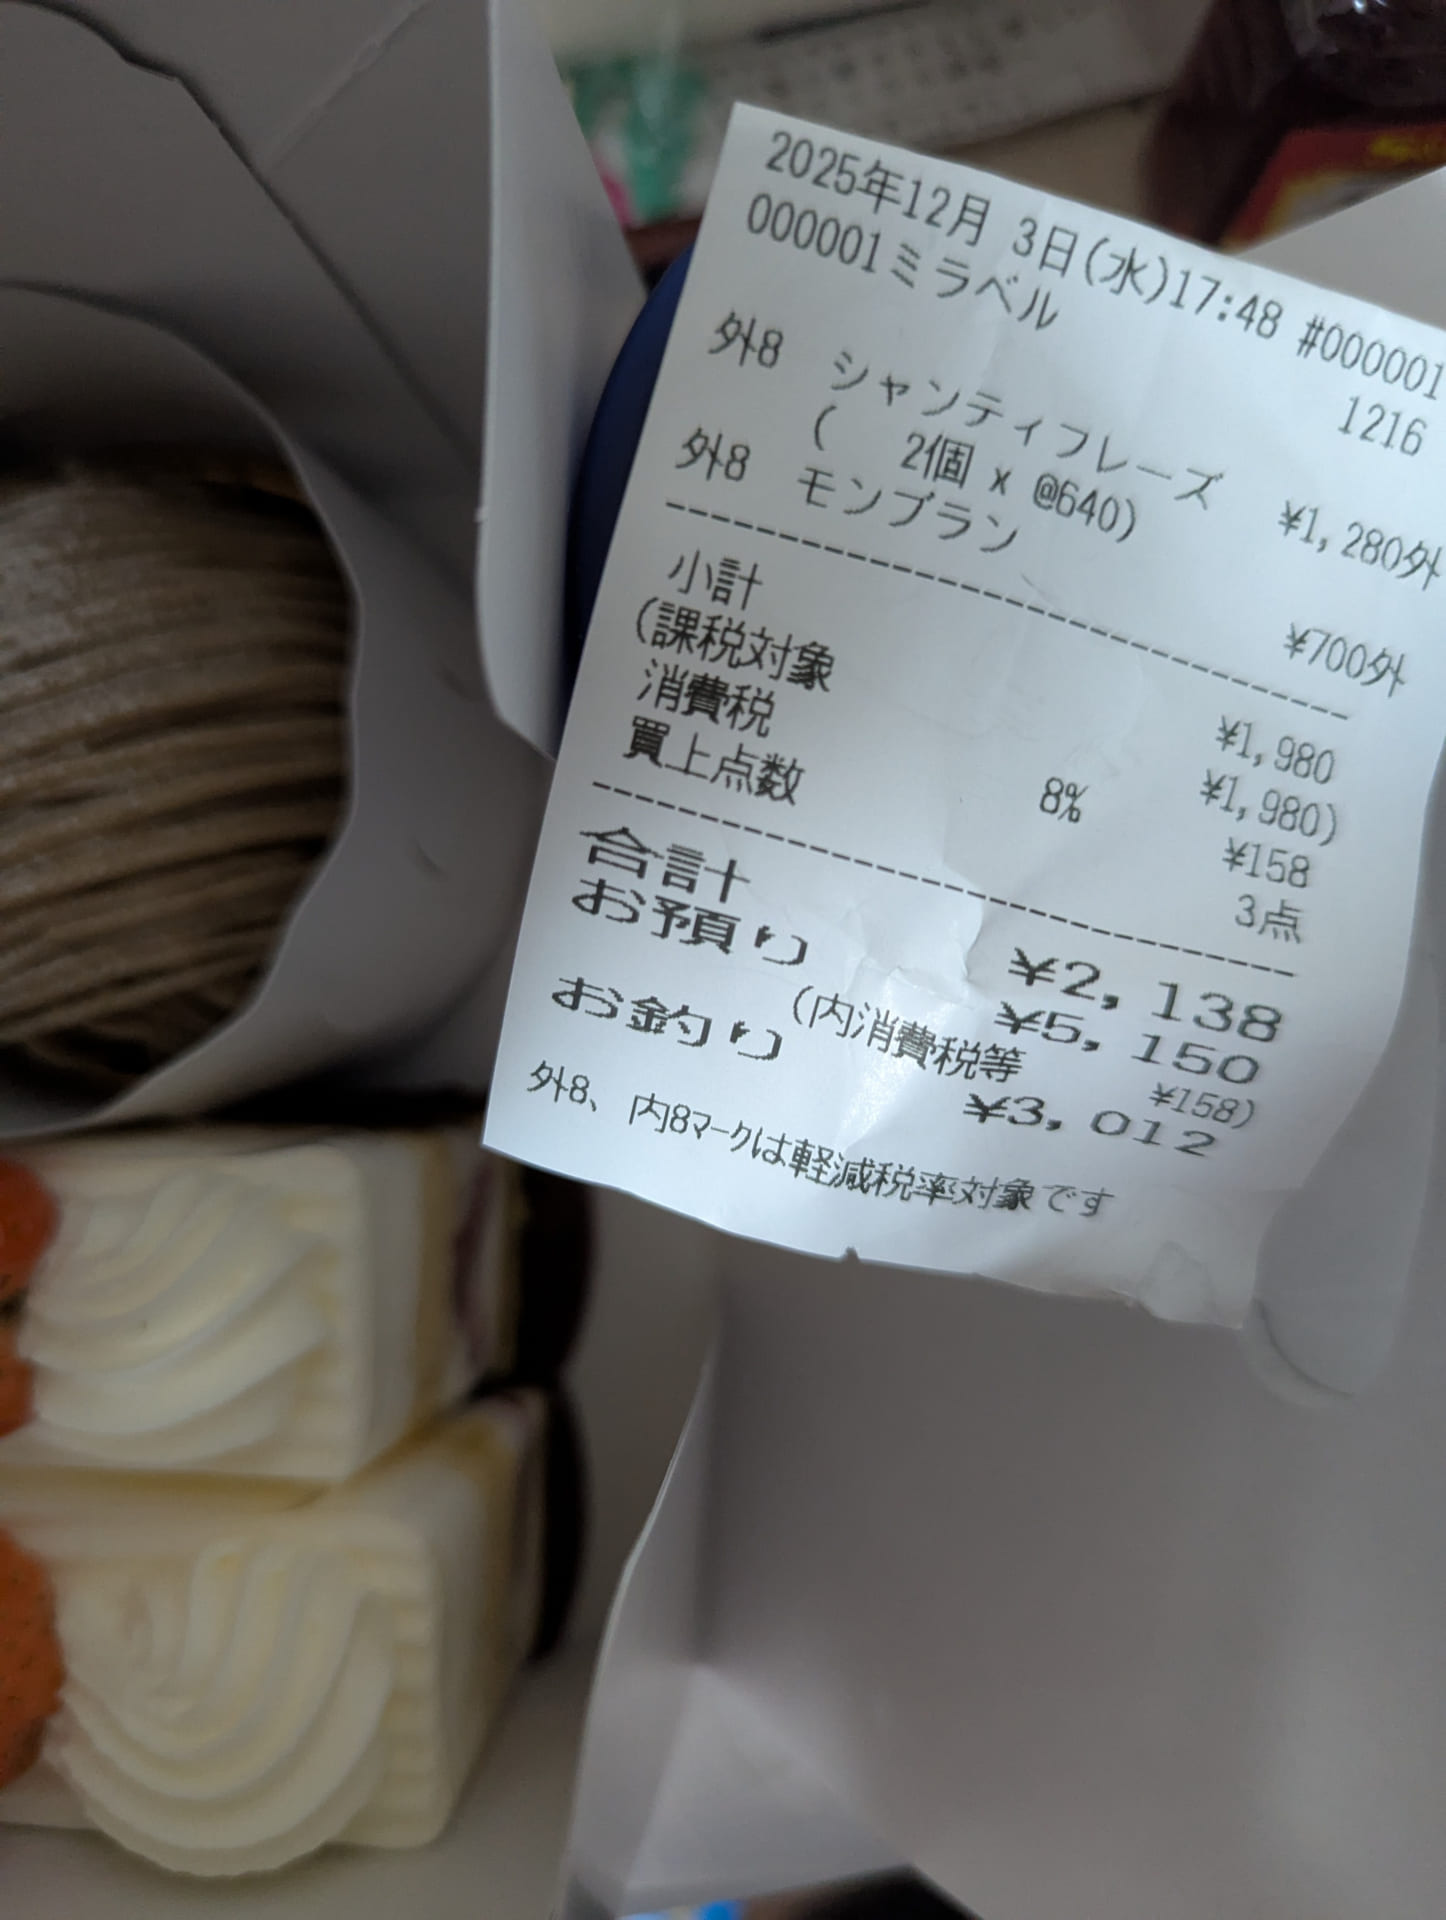 2025年12月 3日(水)17:48 #000001
000001ミラベル 1216
外8 シャンティフレーズ ¥1,280外
( 2個 x @640)
外8 モンブラン ¥700外
小計 ¥1,980
(課税対象 ¥1,980)
消費税 8% ¥158
買上点数 3点
合計 ¥2,138
お預り ¥5,150
(内消費税等 ¥158)
お釣り ¥3,012
外8、内8マークは軽減税率対象です